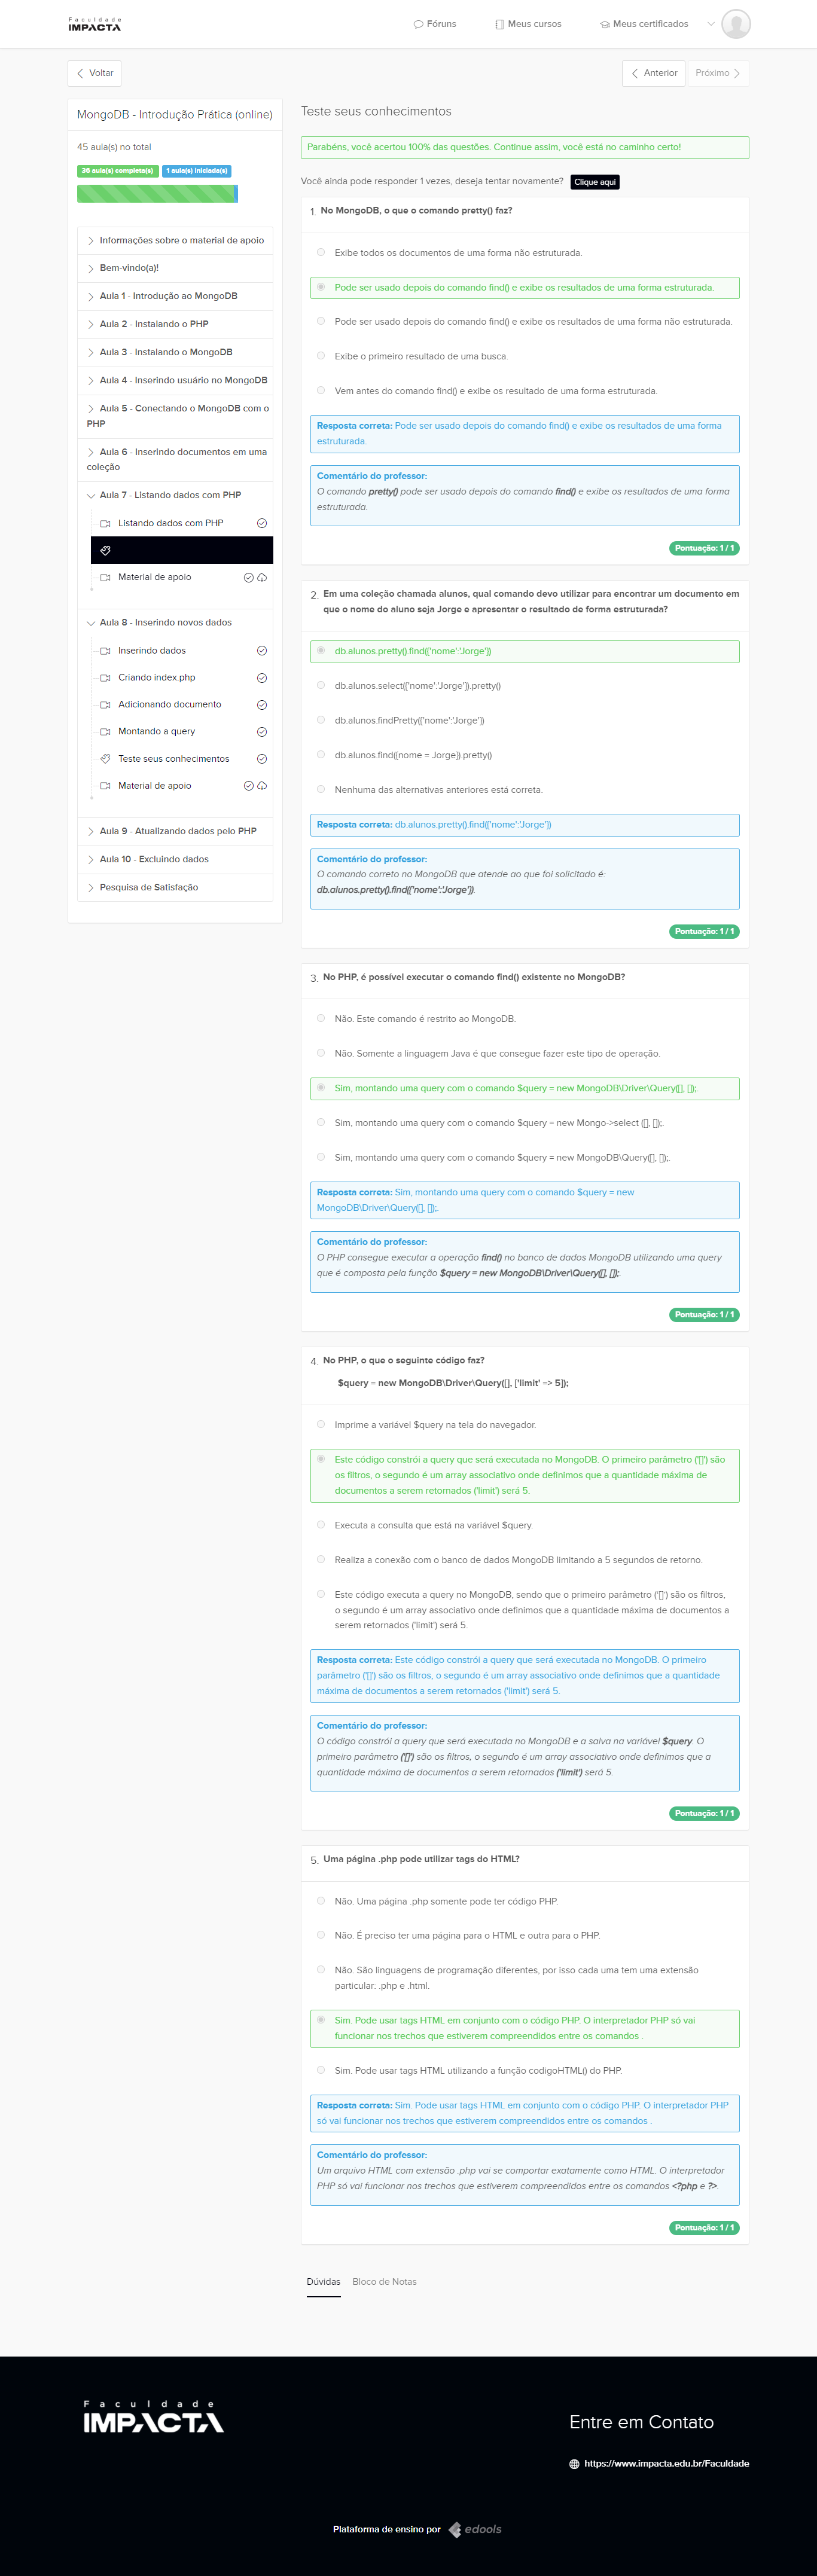 Faculdade
IMPACTA
Fóruns
Meus cursos
Meus certificados
Voltar
Anterior
Próximo
MongoDB - Introdução Prática (online)
45 aula(s) no total
38 aula(s) completa(s)
1 aula(s) iniciada(s)
Informações sobre o material de apoio
Bem-vindo(a)!
Aula 1 - Introdução ao MongoDB
Aula 2 - Instalando o PHP
Aula 3 - Instalando o MongoDB
Aula 4 - Inserindo usuário no MongoDB
Aula 5 - Conectando o MongoDB com o
PHP
Aula 6 - Inserindo documentos em uma
coleção
Aula 7 - Listando dados com PHP
Listando dados com PHP
Material de apoio
Aula 8 - Inserindo novos dados
Inserindo dados
Criando index.php
Adicionando documento
Montando a query
Teste seus conhecimentos
Material de apoio
Aula 9 - Atualizando dados pelo PHP
Aula 10 - Excluindo dados
Pesquisa de Satisfação
Teste seus conhecimentos
Parabéns, você acertou 100% das questões. Continue assim, você está no caminho certo!
Você ainda pode responder 1 vezes, deseja tentar novamente? Clique aqui
1. No MongoDB, o que o comando pretty() faz?
Exibe todos os documentos de uma forma não estruturada.
Pode ser usado depois do comando find() e exibe os resultados de uma forma estruturada.
Pode ser usado depois do comando find() e exibe os resultados de uma forma não estruturada.
Exibe o primeiro resultado de uma busca.
Vem antes do comando find() e exibe os resultado de uma forma estruturada.
Resposta correta: Pode ser usado depois do comando find() e exibe os resultados de uma forma
estruturada.
Comentário do professor:
O comando pretty() pode ser usado depois do comando find() e exibe os resultados de uma forma
estruturada.
Pontuação: 1 / 1
2. Em uma coleção chamada alunos, qual comando devo utilizar para encontrar um documento em
que o nome do aluno seja Jorge e apresentar o resultado de forma estruturada?
db.alunos.pretty().find({'nome':'Jorge'})
db.alunos.select({'nome':'Jorge'}).pretty()
db.alunos.findPretty({'nome':'Jorge'})
db.alunos.find({nome = Jorge}).pretty()
Nenhuma das alternativas anteriores está correta.
Resposta correta: db.alunos.pretty().find({'nome':'Jorge'})
Comentário do professor:
O comando correto no MongoDB que atende ao que foi solicitado é:
db.alunos.pretty().find({'nome':'Jorge'})
Pontuação: 1 / 1
3. No PHP, é possível executar o comando find() existente no MongoDB?
Não. Este comando é restrito ao MongoDB.
Não. Somente a linguagem Java é que consegue fazer este tipo de operação.
Sim, montando uma query com o comando $query = new MongoDB\Driver\Query([], []);.
Sim, montando uma query com o comando $query = new Mongo->select ([], []);.
Sim, montando uma query com o comando $query = new MongoDB\Query([], []);.
Resposta correta: Sim, montando uma query com o comando $query = new
MongoDB\Driver\Query([], []);.
Comentário do professor:
O PHP consegue executar a operação find() no banco de dados MongoDB utilizando uma query
que é composta pela função $query = new MongoDB\Driver\Query([], []);.
Pontuação: 1 / 1
4. No PHP, o que o seguinte código faz?
$query = new MongoDB\Driver\Query([], ['limit' => 5]);
Imprime a variável $query na tela do navegador.
Este código constrói a query que será executada no MongoDB. O primeiro parâmetro ('[]') são
os filtros, o segundo é um array associativo onde definimos que a quantidade máxima de
documentos a serem retornados ('limit') será 5.
Executa a consulta que está na variável $query.
Realiza a conexão com o banco de dados MongoDB limitando a 5 segundos de retorno.
Este código executa a query no MongoDB, sendo que o primeiro parâmetro ('[]') são os filtros,
o segundo é um array associativo onde definimos que a quantidade máxima de documentos a
serem retornados ('limit') será 5.
Resposta correta: Este código constrói a query que será executada no MongoDB. O primeiro
parâmetro ('[]') são os filtros, o segundo é um array associativo onde definimos que a quantidade
máxima de documentos a serem retornados ('limit') será 5.
Comentário do professor:
O código constrói a query que será executada no MongoDB e a salva na variável $query. O
primeiro parâmetro ('[]') são os filtros, o segundo é um array associativo onde definimos que a
quantidade máxima de documentos a serem retornados ('limit') será 5.
Pontuação: 1 / 1
5. Uma página .php pode utilizar tags do HTML?
Não. Uma página .php somente pode ter código PHP.
Não. É preciso ter uma página para o HTML e outra para o PHP.
Não. São linguagens de programação diferentes, por isso cada uma tem uma extensão
particular: .php e .html.
Sim. Pode usar tags HTML em conjunto com o código PHP. O interpretador PHP só vai
funcionar nos trechos que estiverem compreendidos entre os comandos .
Sim. Pode usar tags HTML utilizando a função codigoHTML() do PHP.
Resposta correta: Sim. Pode usar tags HTML em conjunto com o código PHP. O interpretador PHP
só vai funcionar nos trechos que estiverem compreendidos entre os comandos .
Comentário do professor:
Um arquivo HTML com extensão .php vai se comportar exatamente como HTML. O interpretador
PHP só vai funcionar nos trechos que estiverem compreendidos entre os comandos <?php e ?>.
Pontuação: 1 / 1
Dúvidas
Bloco de Notas
Faculdade
IMPACTA
Entre em Contato
https://www.impacta.edu.br/Faculdade
Plataforma de ensino por edools